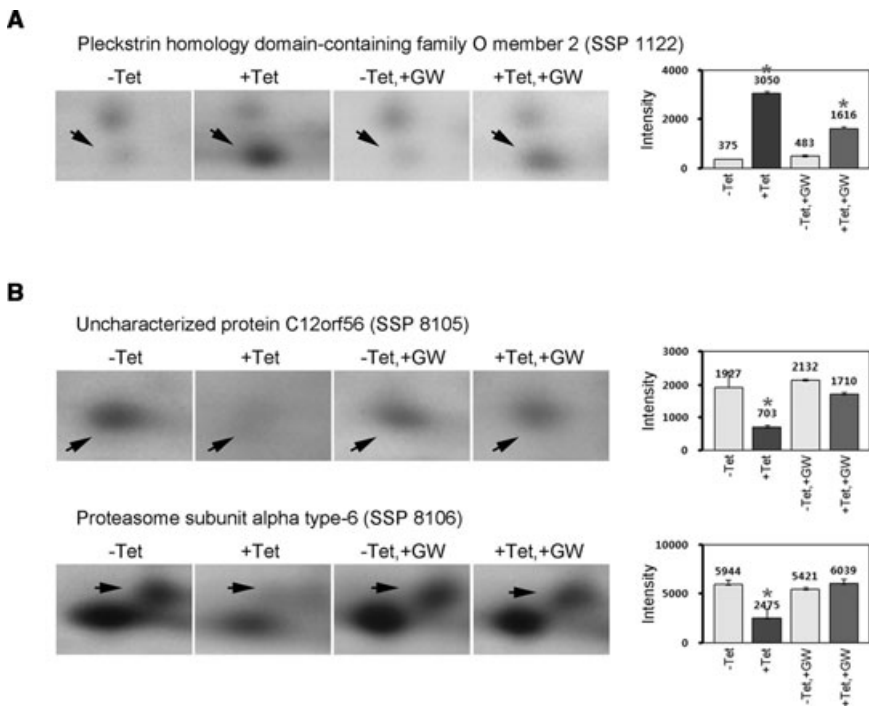 A
Pleckstrin homology domain-containing family O member 2 (SSP 1122)
-Tet +Tet -Tet,+GW +Tet,+GW
Intensity
4000
2000
0
375
*
3050
483
*
1616
-Tet
+Tet
-Tet,+GW
+Tet,+GW
B
Uncharacterized protein C12orf56 (SSP 8105)
-Tet +Tet -Tet,+GW +Tet,+GW
Intensity
3000
2000
1000
0
1927
*
703
2132
1710
-Tet
+Tet
-Tet,+GW
+Tet,+GW
Proteasome subunit alpha type-6 (SSP 8106)
-Tet +Tet -Tet,+GW +Tet,+GW
Intensity
10000
5000
0
5944
*
2475
5421
6039
-Tet
+Tet
-Tet,+GW
+Tet,+GW